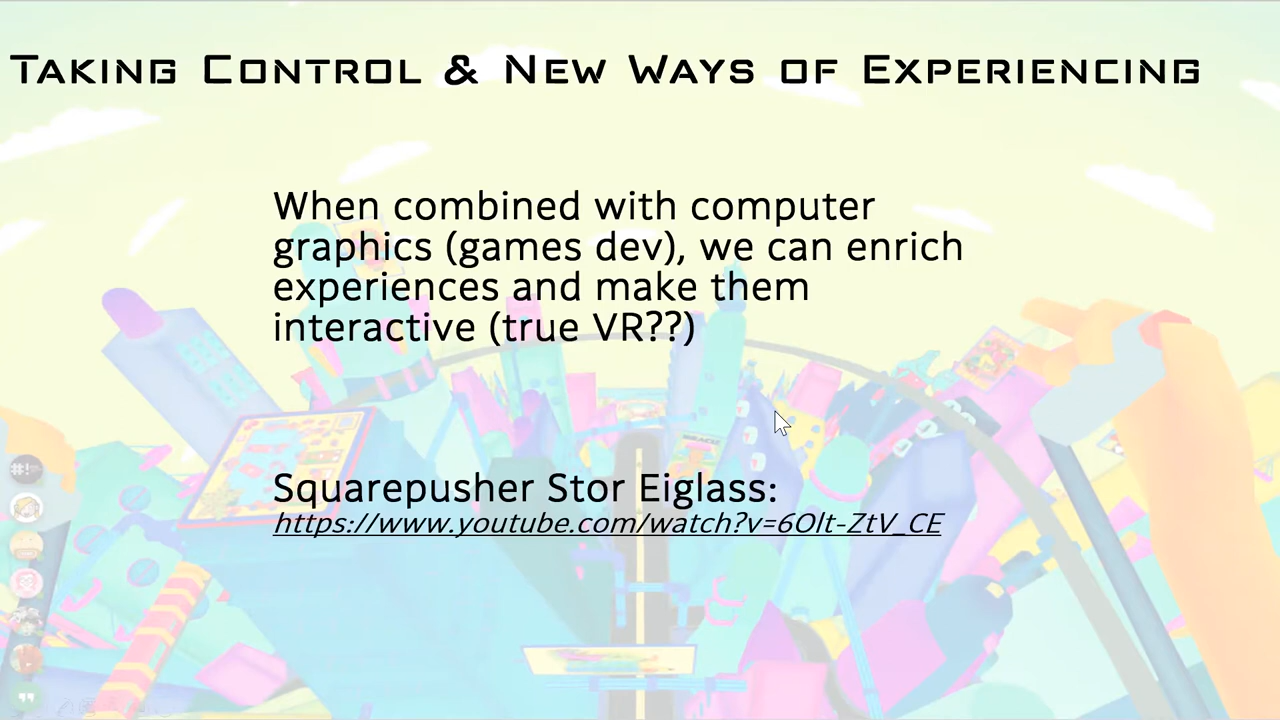 Taking Control & New Ways of Experiencing
When combined with computer
graphics (games dev), we can enrich
experiences and make them
interactive (true VR??)
Squarepusher Stor Eiglass:
https://www.youtube.com/watch?v=6Olt-ZtV_CE
#!